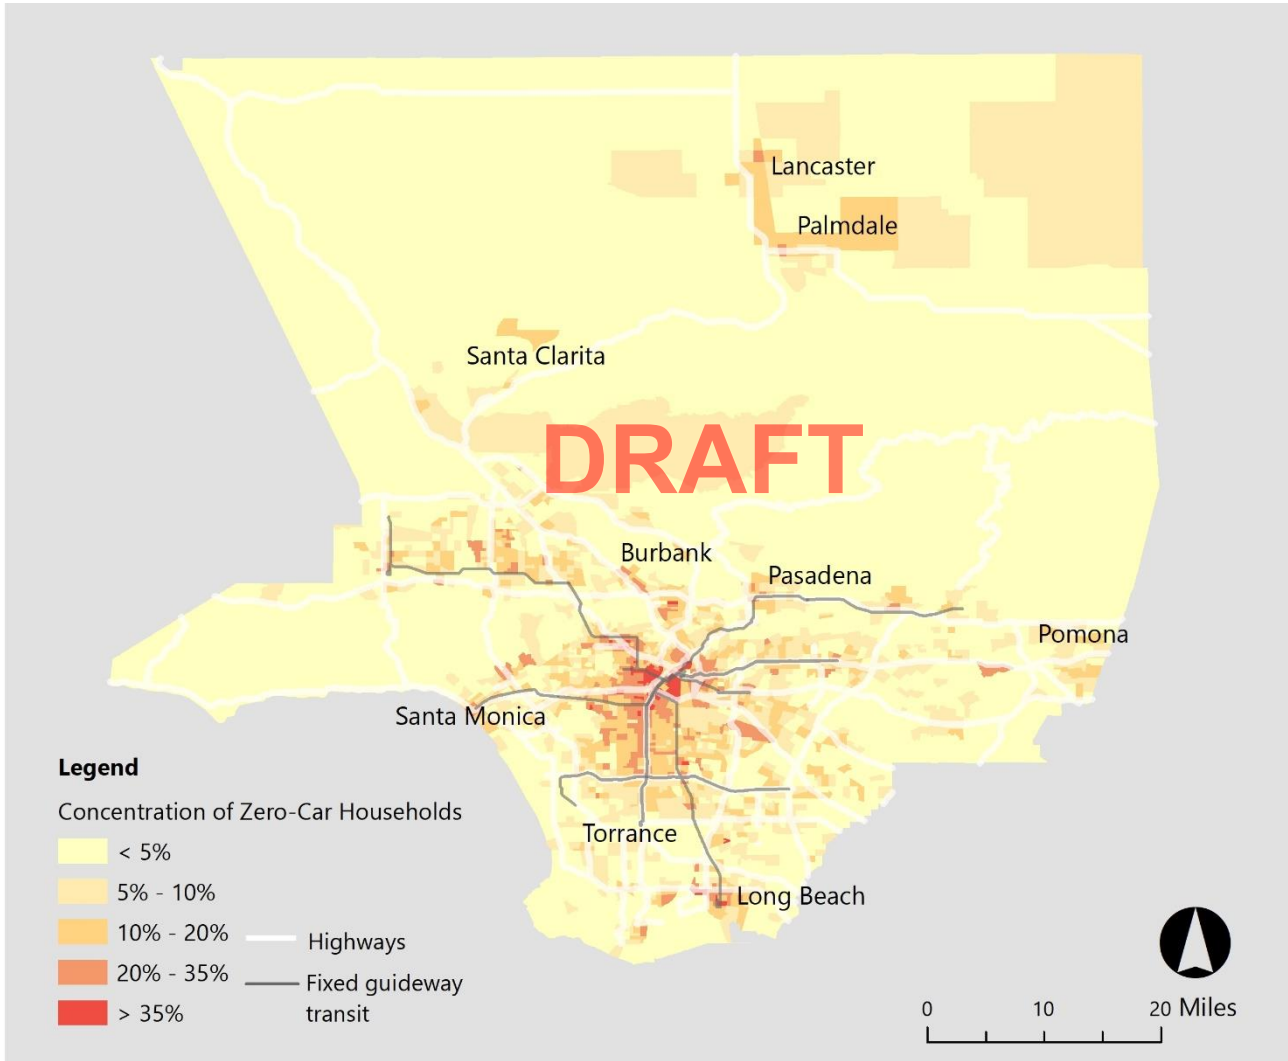 Lancaster
Palmdale
Santa Clarita
DRAFT
Burbank
Pasadena
Pomona
Santa Monica
Torrance
Long Beach
Legend
Concentration of Zero-Car Households
< 5%
5% - 10%
10% - 20%
20% - 35%
> 35%
Highways
Fixed guideway
transit
0 10 20 Miles